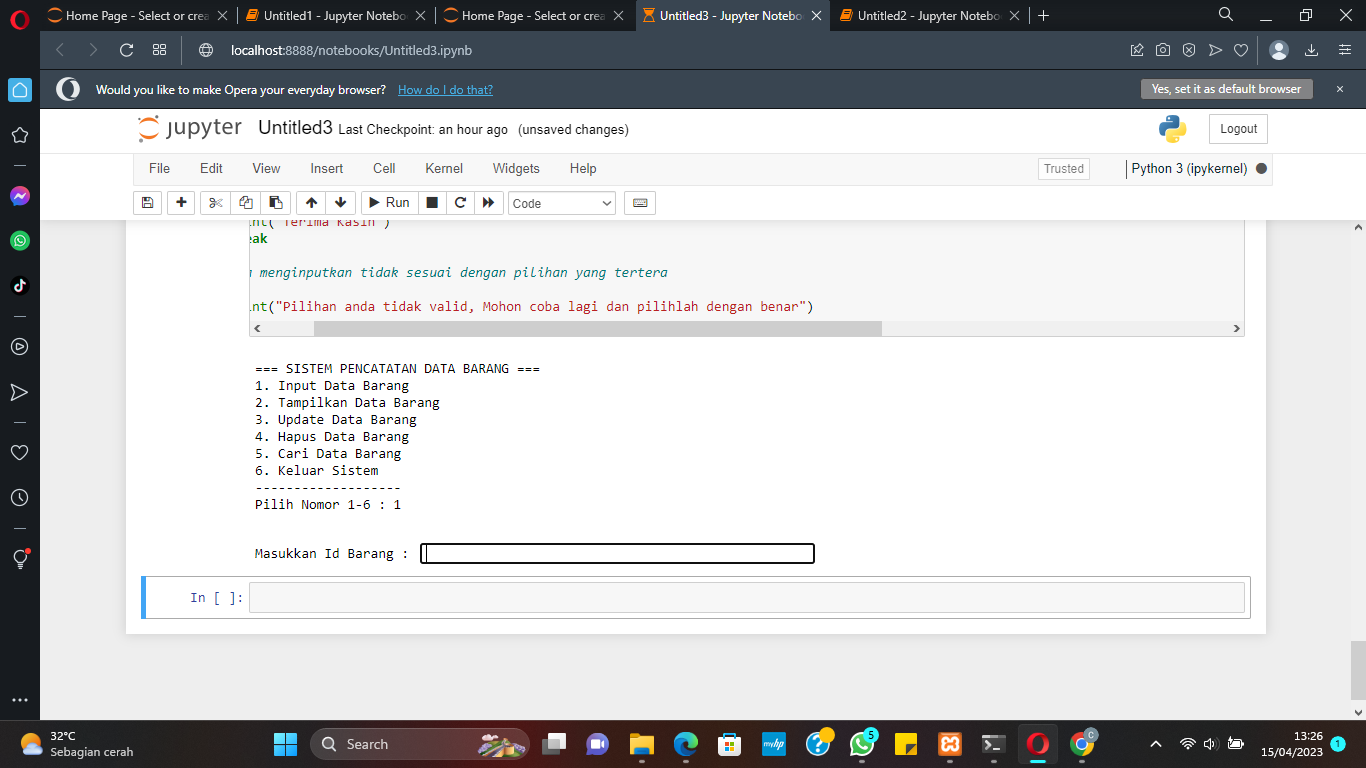 Home Page - Select or crea
Untitled1 - Jupyter Notebo
Home Page - Select or crea
Untitled3 - Jupyter Notebo
Untitled2 - Jupyter Notebo
localhost:8888/notebooks/Untitled3.ipynb
Would you like to make Opera your everyday browser? How do I do that?
Yes, set it as default browser
jupyter Untitled3 Last Checkpoint: an hour ago (unsaved changes)
Logout
File Edit View Insert Cell Kernel Widgets Help
Trusted
Python 3 (ipykernel)
Run
Code
int("Terima Kasih")
eak
menginputkan tidak sesuai dengan pilihan yang tertera
int("Pilihan anda tidak valid, Mohon coba lagi dan pilihlah dengan benar")
=== SISTEM PENCATATAN DATA BARANG ===
1. Input Data Barang
2. Tampilkan Data Barang
3. Update Data Barang
4. Hapus Data Barang
5. Cari Data Barang
6. Keluar Sistem
-------------------
Pilih Nomor 1-6 : 1
Masukkan Id Barang :
In [ ]:
32°C
Sebagian cerah
Search
myhp
5
C
13:26
15/04/2023
1